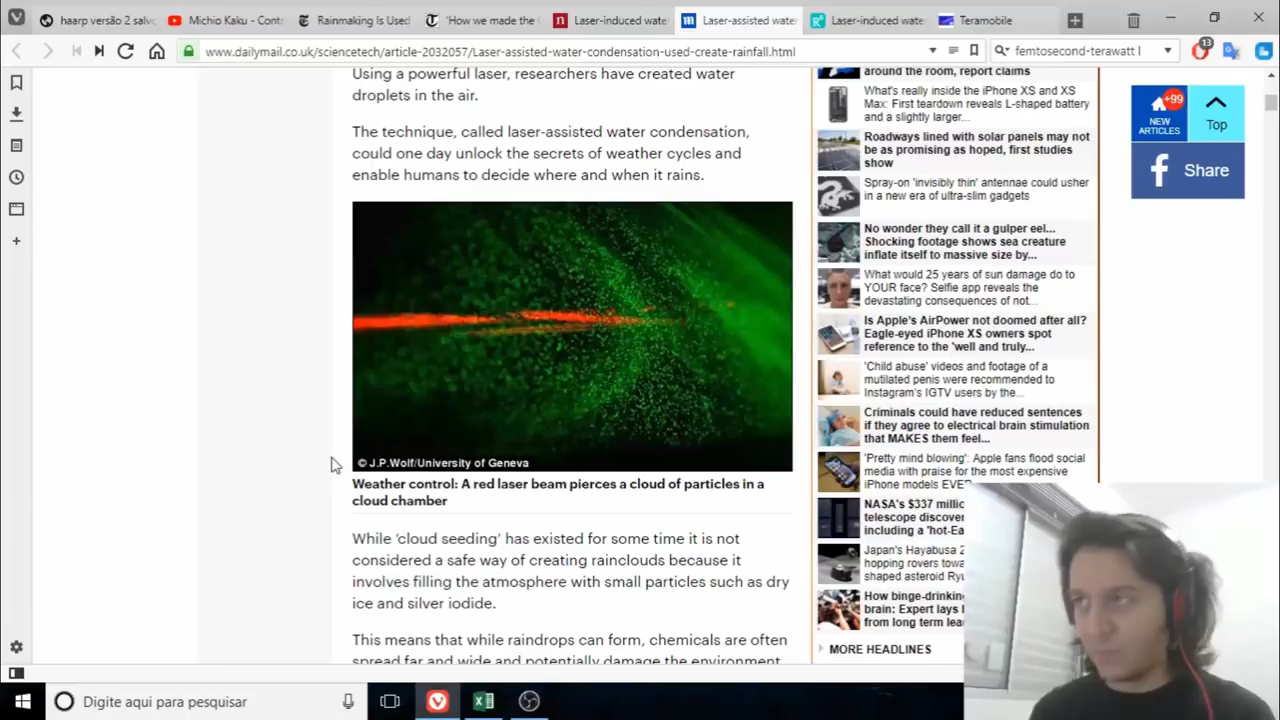 haarp versão 2 salvo
Michio Kaku - Cont
Rainmaking Is Used
"How we made the
Laser-induced wate
Laser-assisted wate
Laser-induced wate
Teramobile
www.dailymail.co.uk/sciencetech/article-2032057/Laser-assisted-water-condensation-used-create-rainfall.html
femtosecond-terawatt l
13
Using a powerful laser, researchers have created water
droplets in the air.
The technique, called laser-assisted water condensation,
could one day unlock the secrets of weather cycles and
enable humans to decide where and when it rains.
© J.P.Wolf/University of Geneva
Weather control: A red laser beam pierces a cloud of particles in a
cloud chamber
While ‘cloud seeding’ has existed for some time it is not
considered a safe way of creating rainclouds because it
involves filling the atmosphere with small particles such as dry
ice and silver iodide.
This means that while raindrops can form, chemicals are often
spread far and wide and potentially damage the environment
around the room, report claims
What's really inside the iPhone XS and XS
Max: First teardown reveals L-shaped battery
and a slightly larger...
Roadways lined with solar panels may not
be as promising as hoped, first studies
show
Spray-on 'invisibly thin' antennae could usher
in a new era of ultra-slim gadgets
No wonder they call it a gulper eel...
Shocking footage shows sea creature
inflate itself to massive size by...
What would 25 years of sun damage do to
YOUR face? Selfie app reveals the
devastating consequences of not...
Is Apple's AirPower not doomed after all?
Eagle-eyed iPhone XS owners spot
reference to the 'well and truly...
'Child abuse' videos and footage of a
mutilated penis were recommended to
Instagram's IGTV users by the...
Criminals could have reduced sentences
if they agree to electrical brain stimulation
that MAKES them feel...
'Pretty mind blowing': Apple fans flood social
media with praise for the most expensive
iPhone models EVER
NASA's $337 millio
telescope discover
including a 'hot-Ea
Japan's Hayabusa 2
hopping rovers towa
shaped asteroid Ryu
How binge-drinking
brain: Expert lays l
from long term lea
MORE HEADLINES
+99
NEW
ARTICLES
Top
Share
Digite aqui para pesquisar